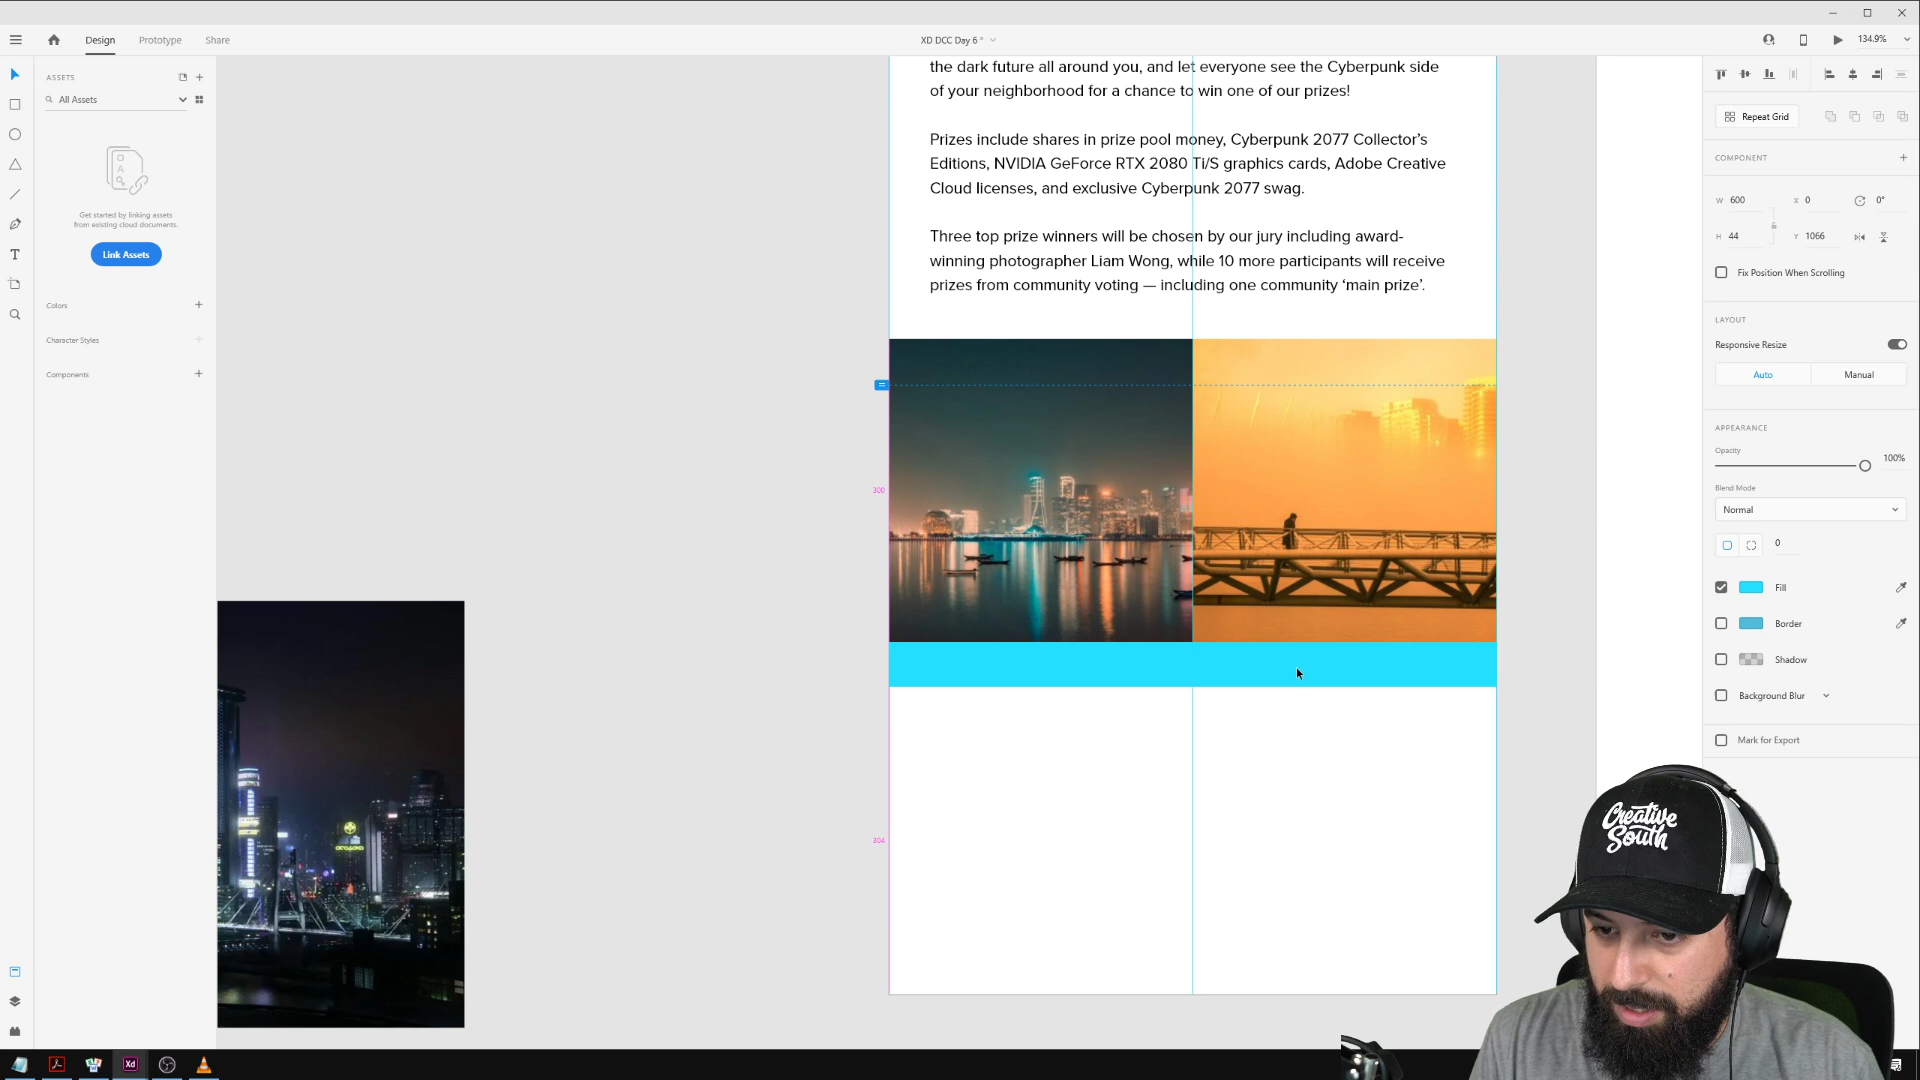 Design
Prototype
Share
XD DCC Day 6 *
134.9%
ASSETS
All Assets
Get started by linking assets
from existing cloud documents.
Link Assets
Colors
Character Styles
Components
the dark future all around you, and let everyone see the Cyberpunk side
of your neighborhood for a chance to win one of our prizes!
Prizes include shares in prize pool money, Cyberpunk 2077 Collector’s
Editions, NVIDIA GeForce RTX 2080 Ti/S graphics cards, Adobe Creative
Cloud licenses, and exclusive Cyberpunk 2077 swag.
Three top prize winners will be chosen by our jury including award-
winning photographer Liam Wong, while 10 more participants will receive
prizes from community voting — including one community ‘main prize’.
300
304
Repeat Grid
COMPONENT
W 600 X 0 0°
H 44 Y 1066
Fix Position When Scrolling
LAYOUT
Responsive Resize
Auto
Manual
APPEARANCE
Opacity
100%
Blend Mode
Normal
0
Fill
Border
Shadow
Background Blur
Mark for Export
Creative
South
Xd